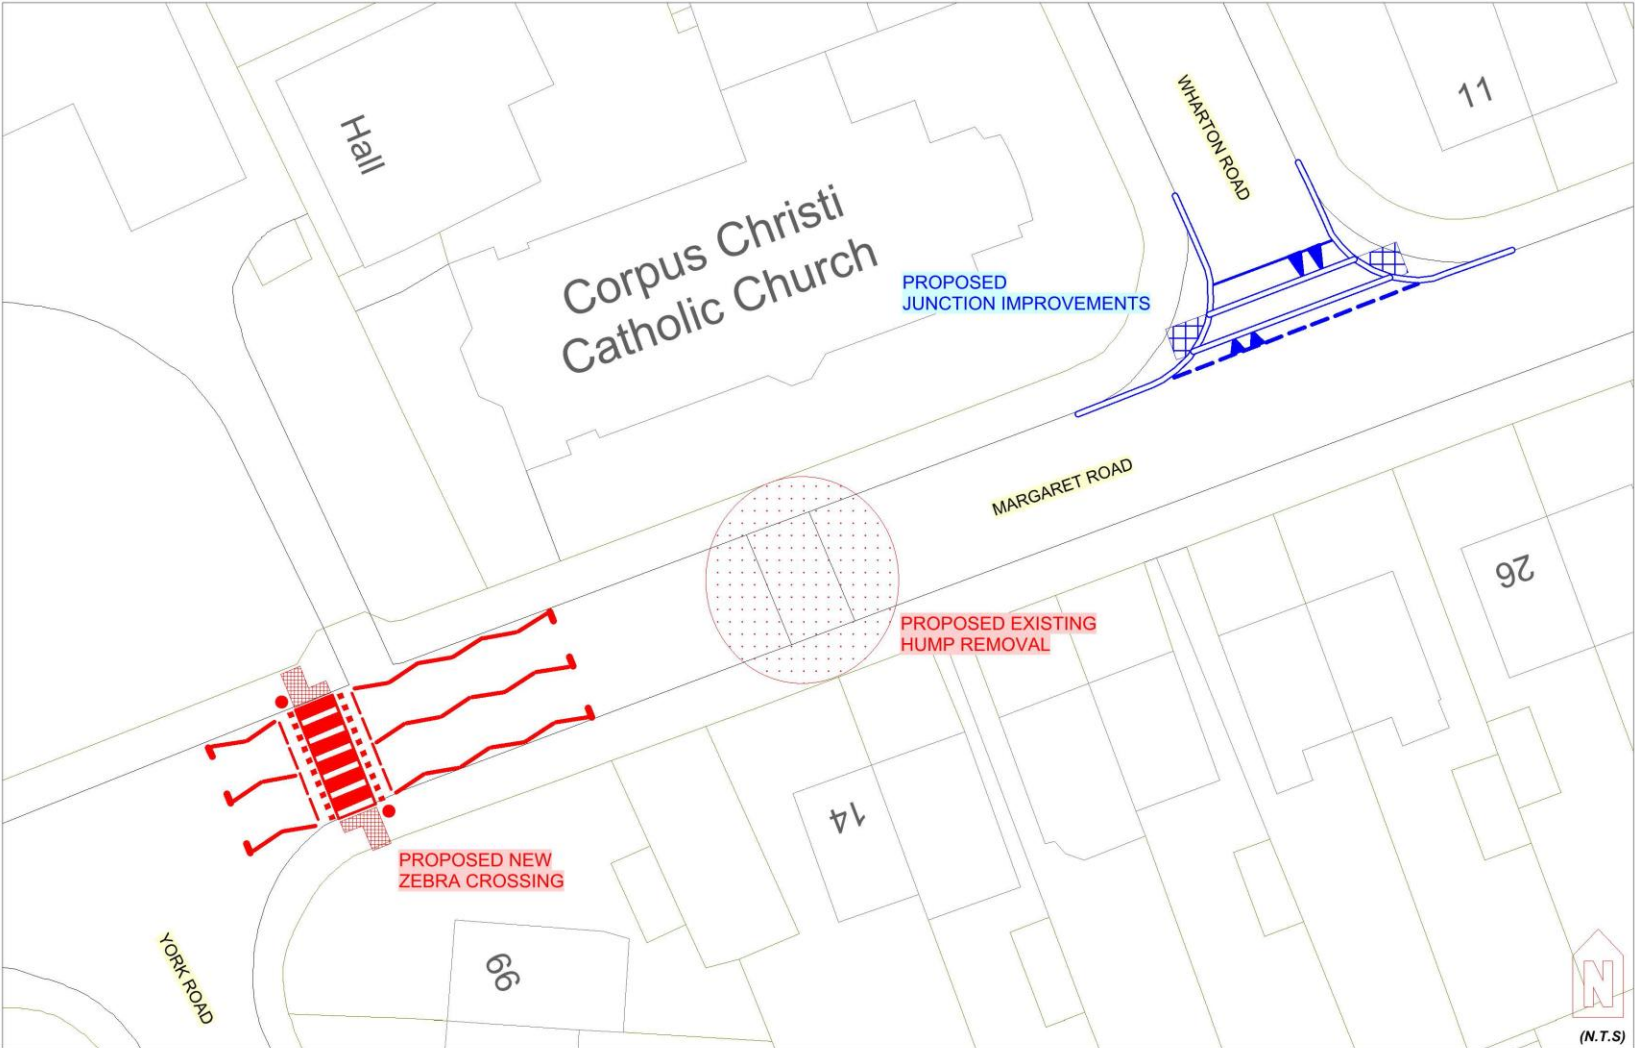 Hall
WHARTON ROAD
11
Corpus Christi
Catholic Church
PROPOSED
JUNCTION IMPROVEMENTS
MARGARET ROAD
26
PROPOSED EXISTING
HUMP REMOVAL
14
PROPOSED NEW
ZEBRA CROSSING
YORK ROAD
66
N
(N.T.S)